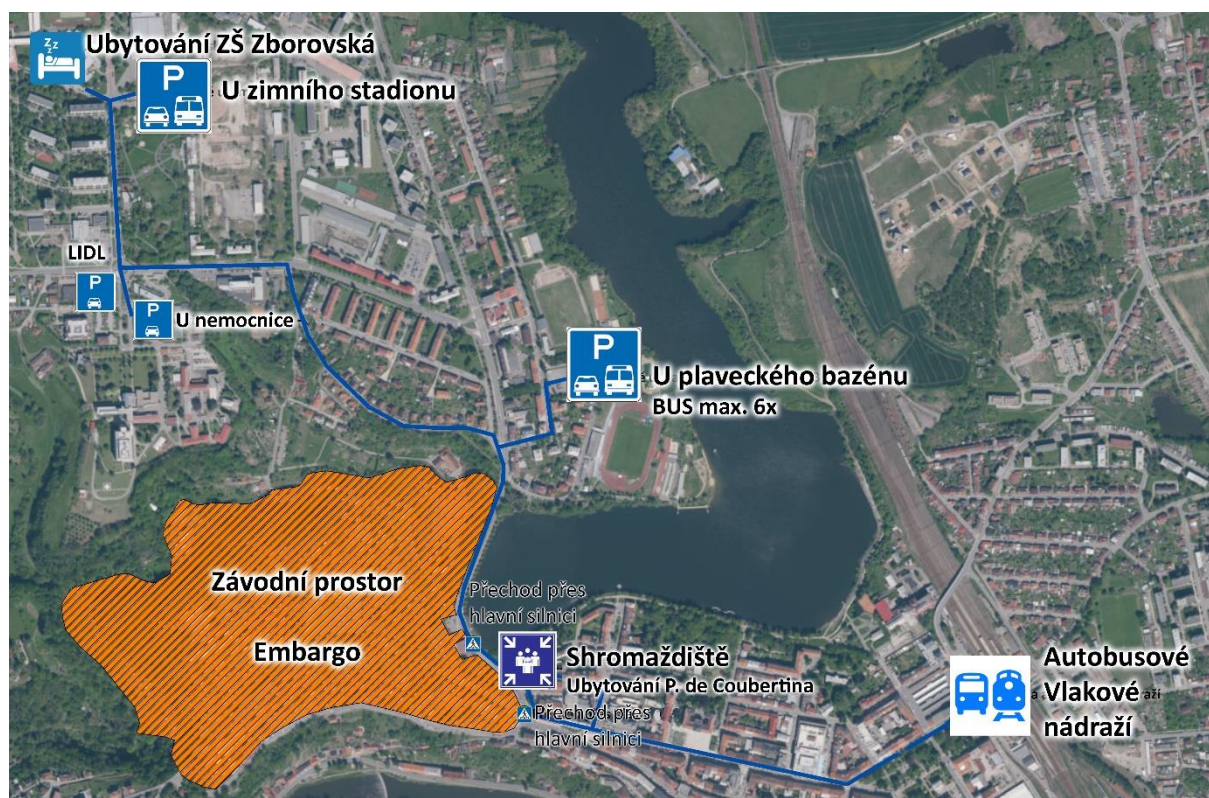 Zzz
Ubytování ZŠ Zborovská
P
U zimního stadionu
LIDL
P
P
U nemocnice
P
U plaveckého bazénu
BUS max. 6x
Závodní prostor
Přechod přes
hlavní silnici
Embargo
Shromaždiště
Ubytování P. de Coubertina
Přechod přes
hlavní silnici
Autobusové
Vlakové
nádraží